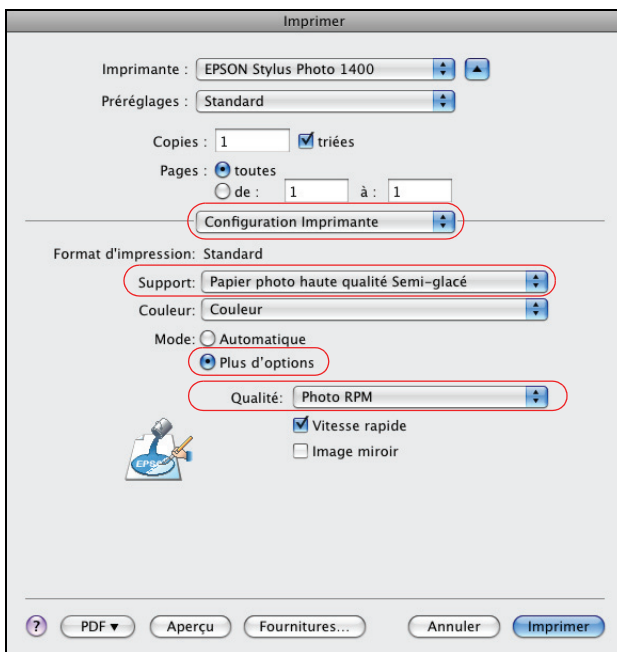 Imprimer
Imprimante : EPSON Stylus Photo 1400
Préréglages : Standard
Copies : 1 triées
Pages : toutes
de : 1 à : 1
Configuration Imprimante
Format d'impression: Standard
Support: Papier photo haute qualité Semi-glacé
Couleur: Couleur
Mode: Automatique
Plus d'options
Qualité: Photo RPM
Vitesse rapide
Image miroir
EPSON
? PDF ▼ Aperçu Fournitures... Annuler Imprimer